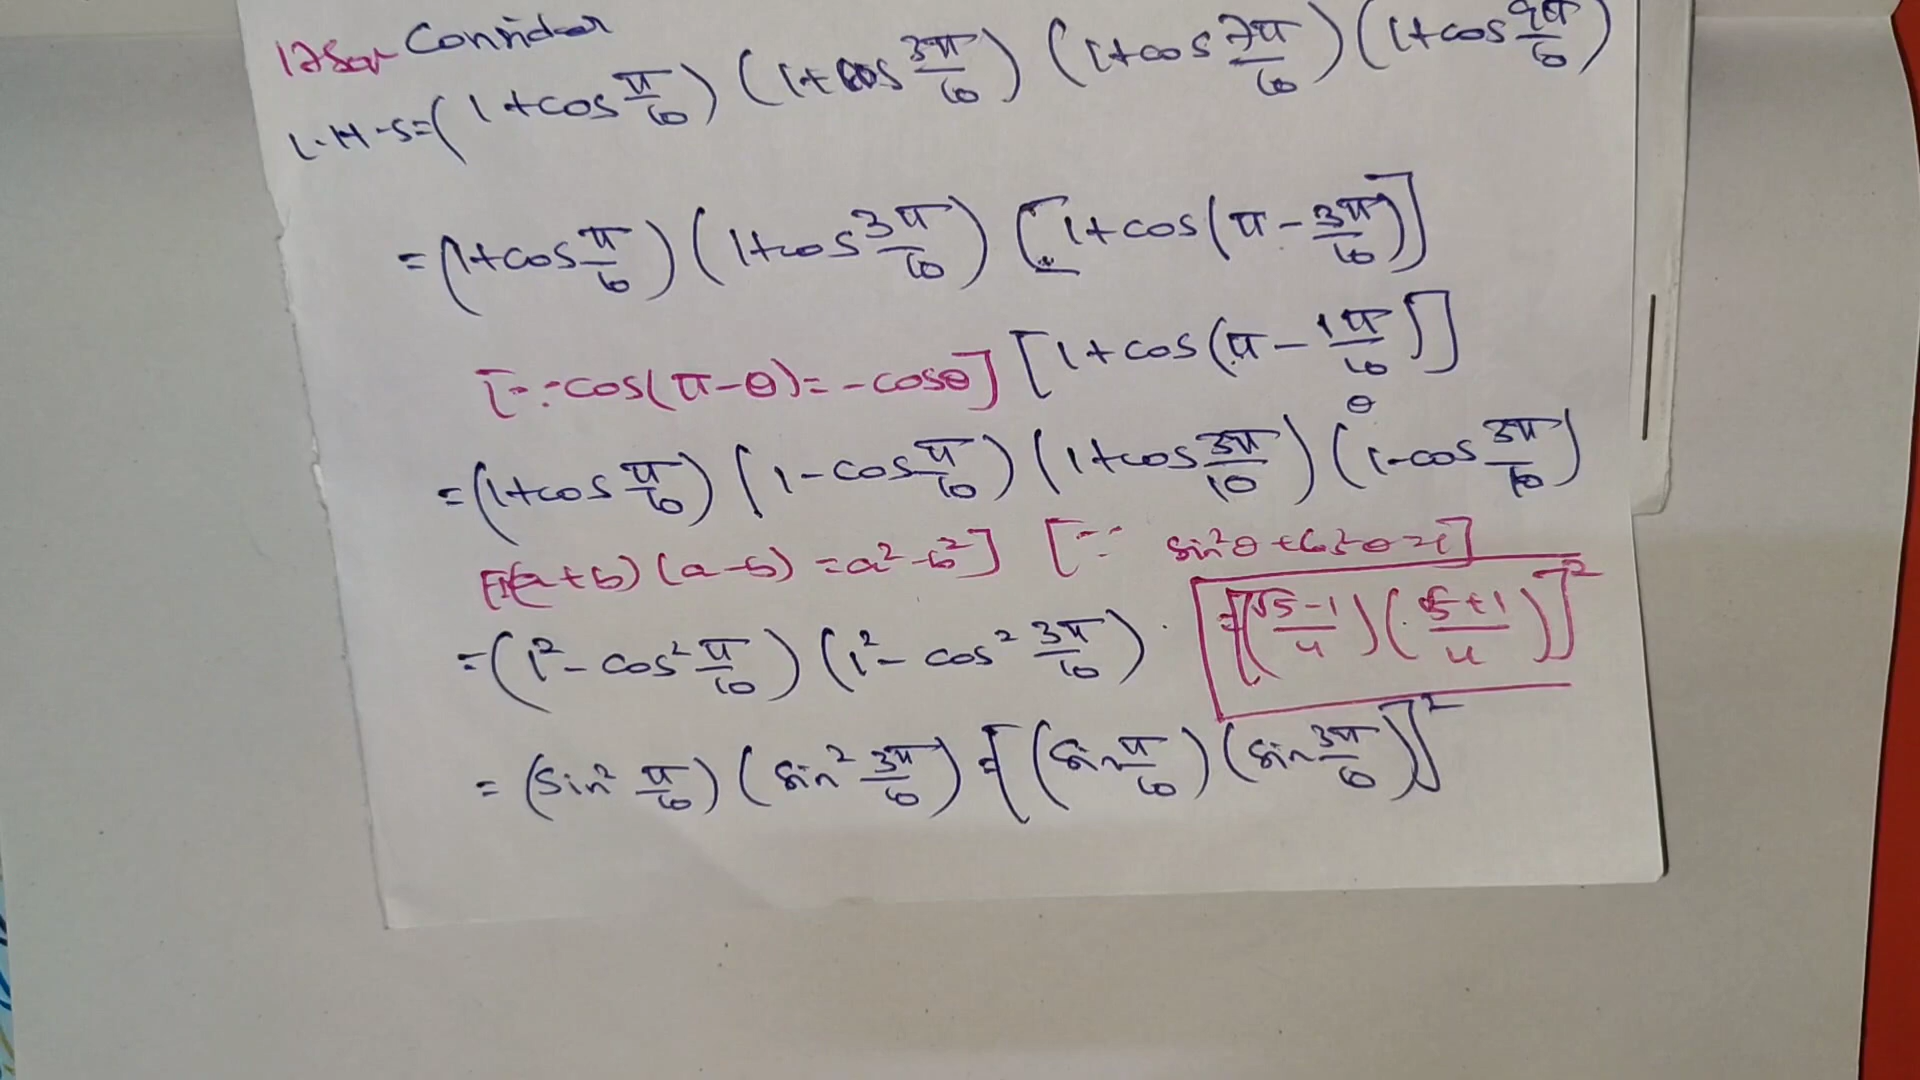 17 Sol Consider
L.H.S=(1+cos π/10) (1+cos 3π/10) (1+cos 7π/10) (1+cos 9π/10)
=(1+cos π/10) (1+cos 3π/10) [1+cos(π-3π/10)]
[1+cos(π-1π/10)]
[∵cos(π-θ)=-cosθ]
θ
=(1+cos π/10) (1-cos π/10) (1+cos 3π/10) (1-cos 3π/10)
[∵(a+b)(a-b)=a²-b²] [∵ sin²θ+cos²θ=1]
=(1²-cos² π/10) (1²-cos² 3π/10).
=[(√5-1/4)(√5+1/4)]²
=(sin² π/10) (sin² 3π/10) =[(sin π/10) (sin 3π/10)]²